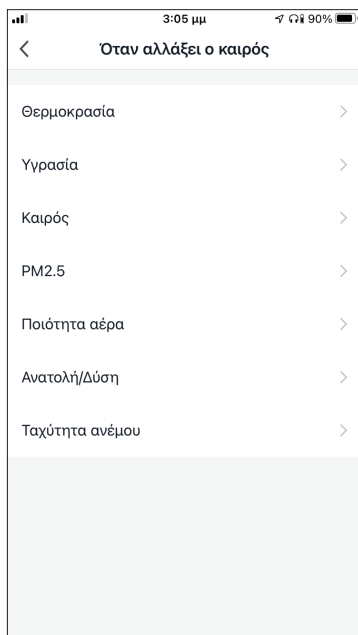 3:05 μμ 90%
Όταν αλλάξει ο καιρός
Θερμοκρασία
Υγρασία
Καιρός
PM2.5
Ποιότητα αέρα
Ανατολή/Δύση
Ταχύτητα ανέμου